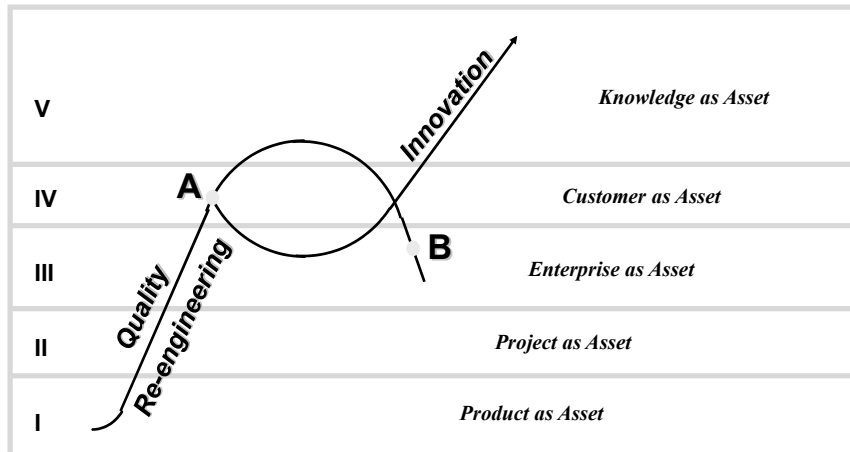 V
Innovation
Knowledge as Asset
A
IV
Customer as Asset
B
III
Enterprise as Asset
Quality
Re-engineering
II
Project as Asset
I
Product as Asset